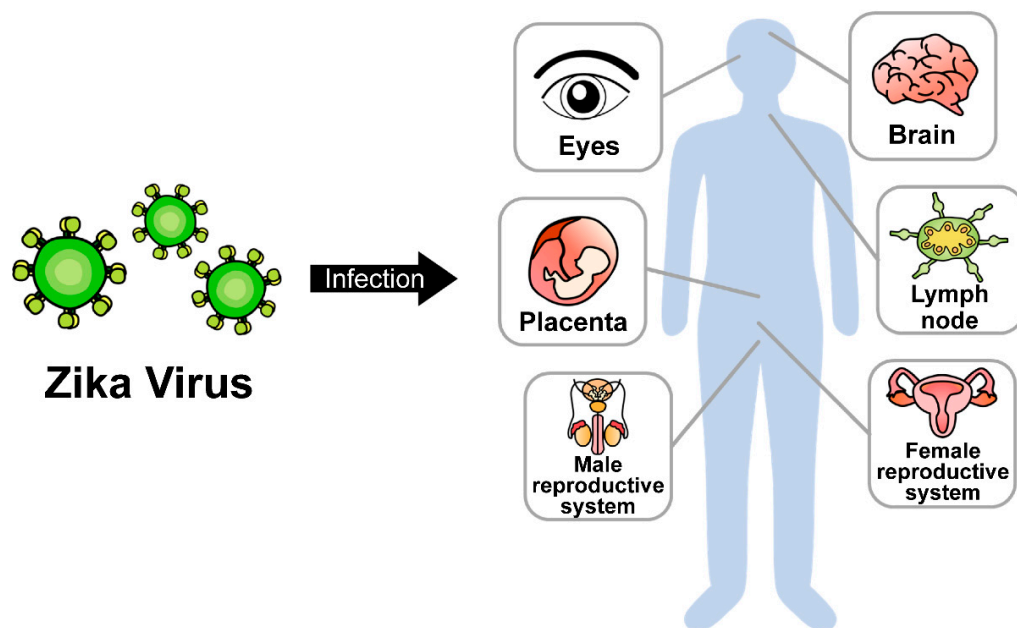 Zika Virus
Infection
Eyes
Brain
Placenta
Lymph
node
Male
reproductive
system
Female
reproductive
system